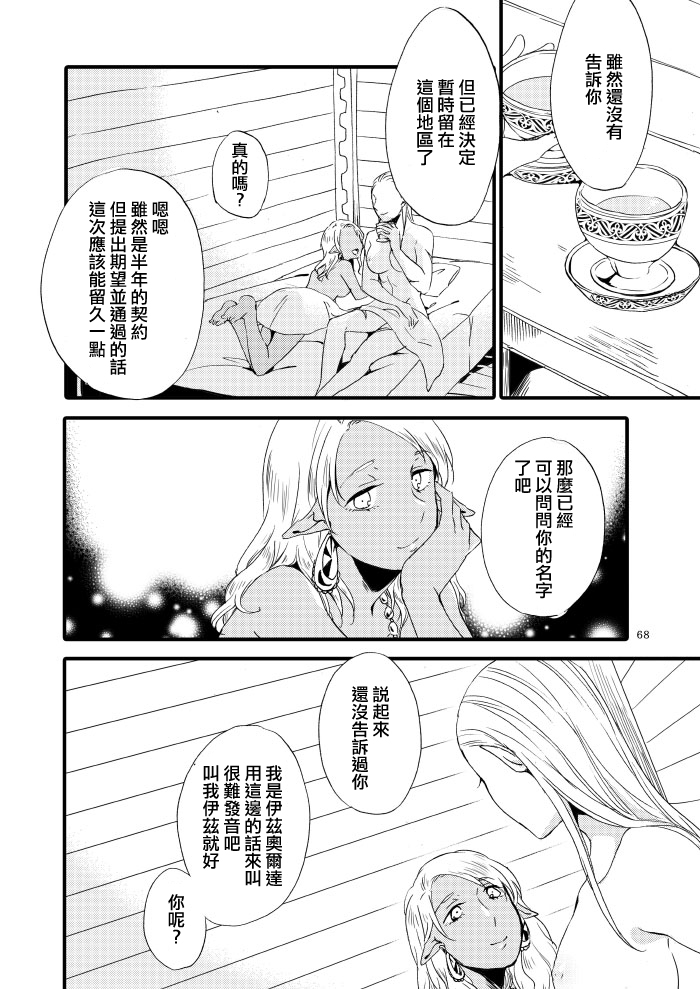 雖然還沒有
告訴你
但已經決定
暫時留在
這個地區了
真的嗎?
嗯嗯
雖然是半年的契約
但提出期望並通過的話
這次應該能留久一點
那麼已經
可以問問你的名字
了吧
68
說起來
還沒告訴過你
我是伊茲奧爾達
用這邊的話來叫
很難發音吧
叫我伊茲就好
你呢?